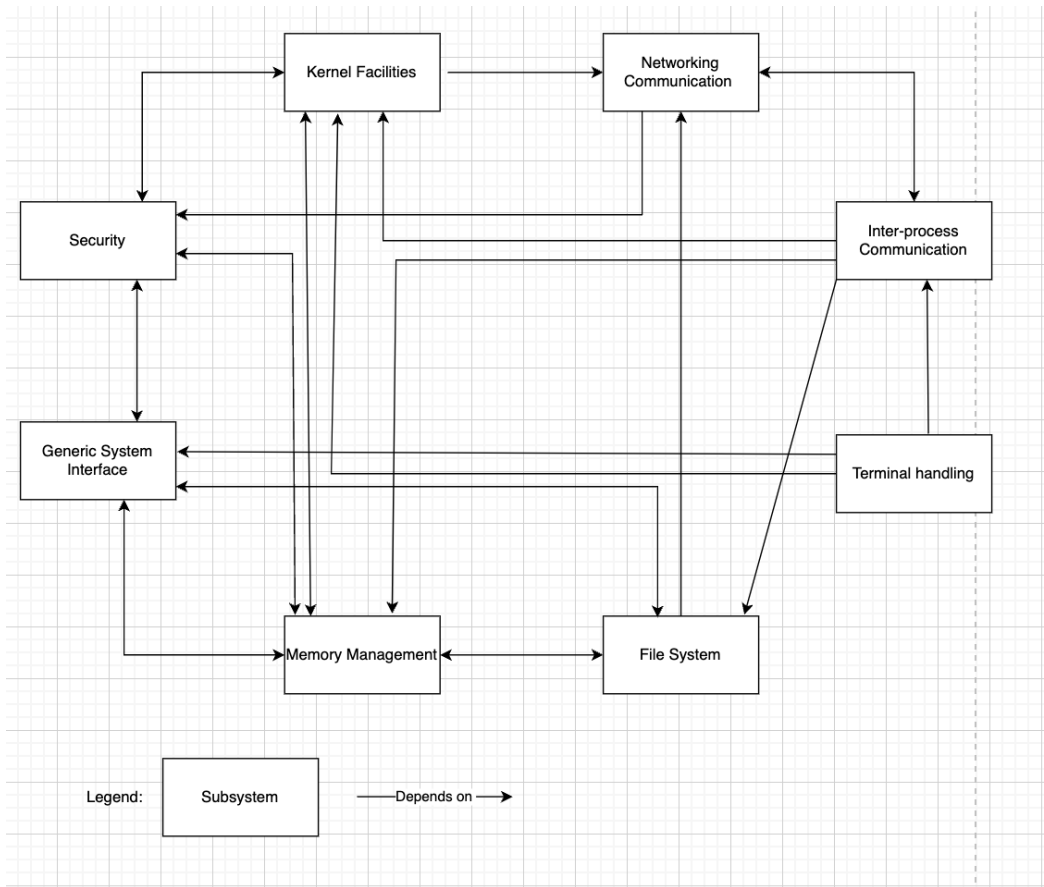 Kernel Facilities
Networking
Communication
Security
Inter-process
Communication
Generic System
Interface
Terminal handling
Memory Management
File System
Legend:
Subsystem
Depends on